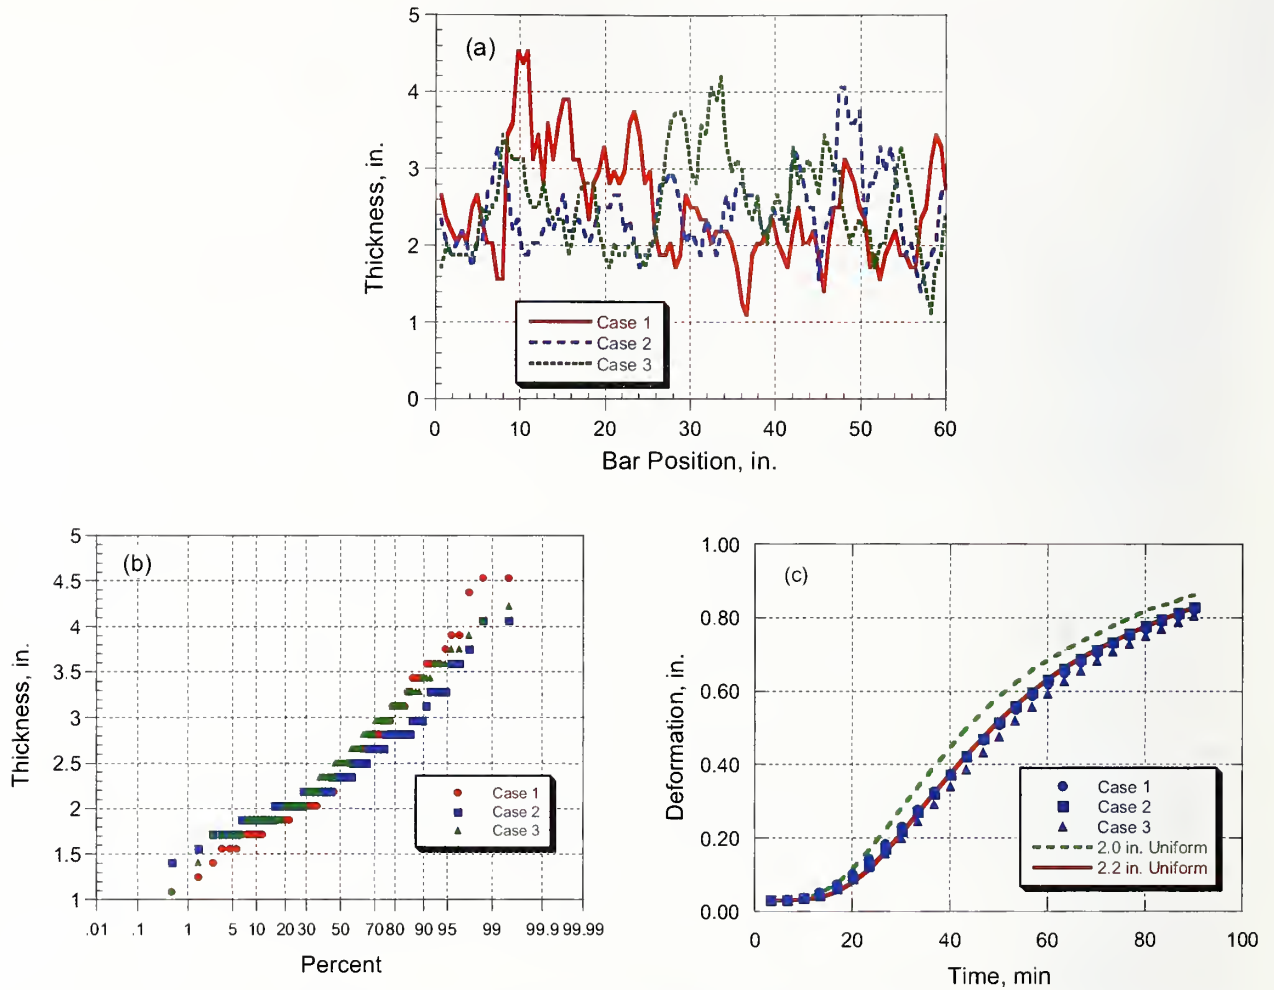 (a)
5
4
3
2
1
0
Thickness, in.
Case 1
Case 2
Case 3
0 10 20 30 40 50 60
Bar Position, in.
(b)
5
4.5
4
3.5
3
2.5
2
1.5
1
Thickness, in.
Case 1
Case 2
Case 3
.01 .1 1 5 10 20 30 50 70 80 90 95 99 99.9 99.99
Percent
(c)
1.00
0.80
0.60
0.40
0.20
0.00
Deformation, in.
Case 1
Case 2
Case 3
2.0 in. Uniform
2.2 in. Uniform
0 20 40 60 80 100
Time, min